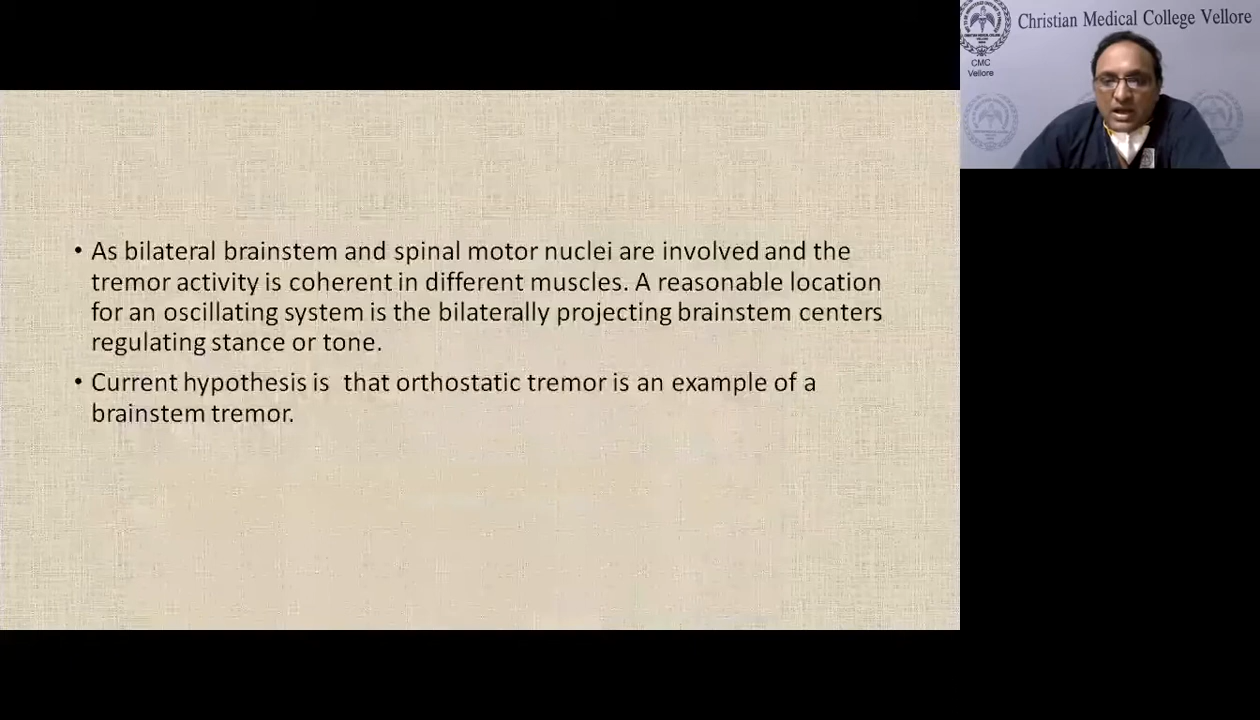 Christian Medical College Vellore
CMC
Vellore
• As bilateral brainstem and spinal motor nuclei are involved and the
tremor activity is coherent in different muscles. A reasonable location
for an oscillating system is the bilaterally projecting brainstem centers
regulating stance or tone.
• Current hypothesis is  that orthostatic tremor is an example of a
brainstem tremor.